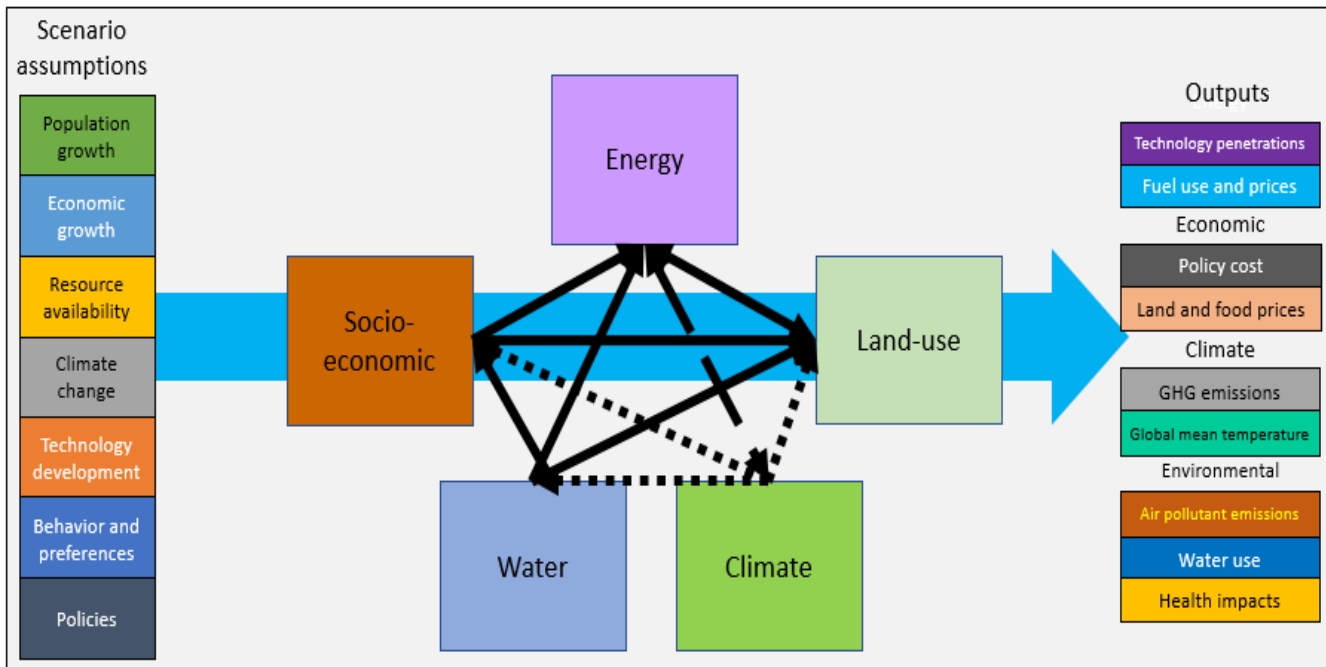 Scenario
assumptions
Population
growth
Economic
growth
Resource
availability
Climate
change
Technology
development
Behavior and
preferences
Policies
Energy
Socio-
economic
Land-use
Water
Climate
Outputs
Technology penetrations
Fuel use and prices
Economic
Policy cost
Land and food prices
Climate
GHG emissions
Global mean temperature
Environmental
Air pollutant emissions
Water use
Health impacts